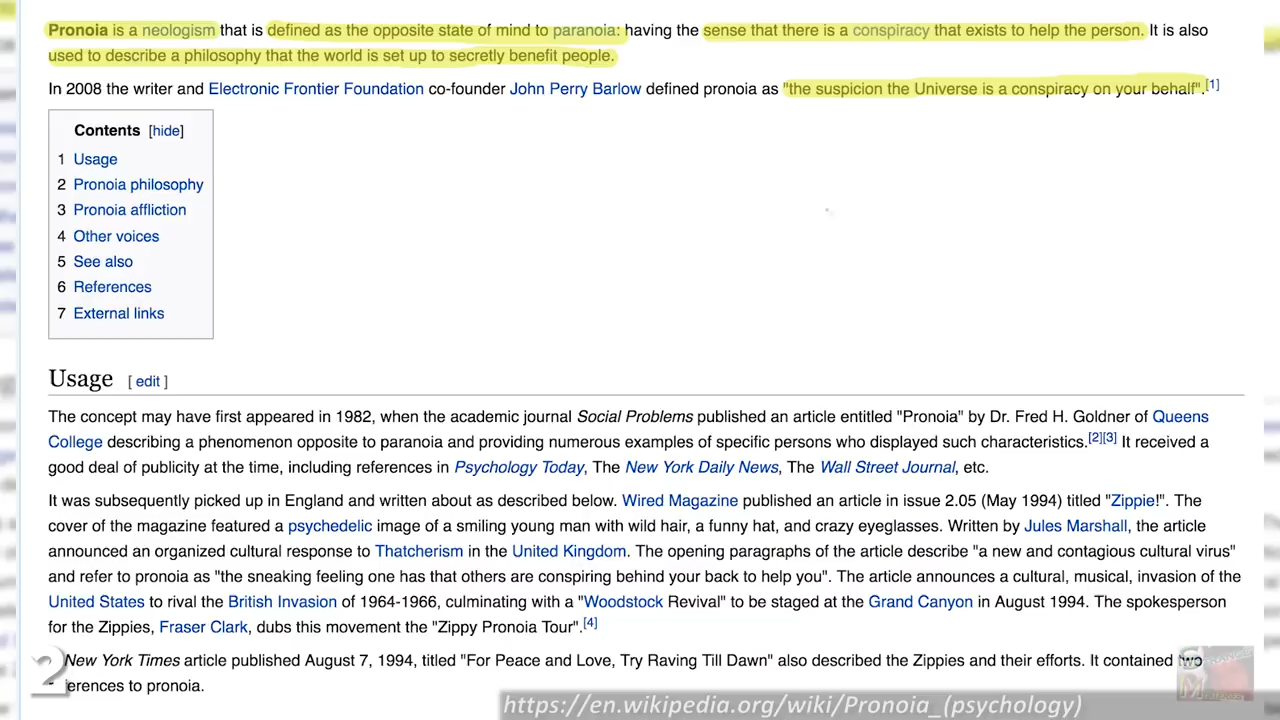 Pronoia is a neologism that is defined as the opposite state of mind to paranoia: having the sense that there is a conspiracy that exists to help the person. It is also
used to describe a philosophy that the world is set up to secretly benefit people.
In 2008 the writer and Electronic Frontier Foundation co-founder John Perry Barlow defined pronoia as "the suspicion the Universe is a conspiracy on your behalf".[1]
Contents [hide]
1 Usage
2 Pronoia philosophy
3 Pronoia affliction
4 Other voices
5 See also
6 References
7 External links
Usage [ edit ]
The concept may have first appeared in 1982, when the academic journal Social Problems published an article entitled "Pronoia" by Dr. Fred H. Goldner of Queens
College describing a phenomenon opposite to paranoia and providing numerous examples of specific persons who displayed such characteristics.[2][3] It received a
good deal of publicity at the time, including references in Psychology Today, The New York Daily News, The Wall Street Journal, etc.
It was subsequently picked up in England and written about as described below. Wired Magazine published an article in issue 2.05 (May 1994) titled "Zippie!". The
cover of the magazine featured a psychedelic image of a smiling young man with wild hair, a funny hat, and crazy eyeglasses. Written by Jules Marshall, the article
announced an organized cultural response to Thatcherism in the United Kingdom. The opening paragraphs of the article describe "a new and contagious cultural virus"
and refer to pronoia as "the sneaking feeling one has that others are conspiring behind your back to help you". The article announces a cultural, musical, invasion of the
United States to rival the British Invasion of 1964-1966, culminating with a "Woodstock Revival" to be staged at the Grand Canyon in August 1994. The spokesperson
for the Zippies, Fraser Clark, dubs this movement the "Zippy Pronoia Tour".[4]
New York Times article published August 7, 1994, titled "For Peace and Love, Try Raving Till Dawn" also described the Zippies and their efforts. It contained two
references to pronoia.
2
https://en.wikipedia.org/wiki/Pronoia_(psychology)